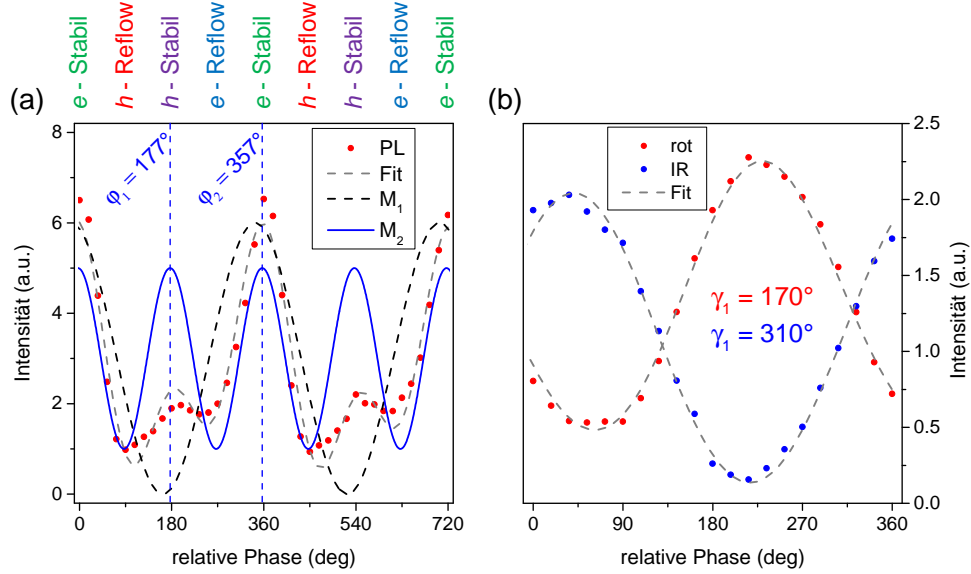 e - Stabil
h - Reflow
h - Stabil
e - Reflow
e - Stabil
h - Reflow
h - Stabil
e - Reflow
e - Stabil
(a)
(b)
8
6
4
2
0
Intensität (a.u.)
φ₁ = 177°
φ₂ = 357°
PL
Fit
M₁
M₂
0
180
360
540
720
relative Phase (deg)
rot
IR
Fit
γ₁ = 170°
γ₁ = 310°
2.5
2.0
1.5
1.0
0.5
0.0
Intensität (a.u.)
0
90
180
270
360
relative Phase (deg)